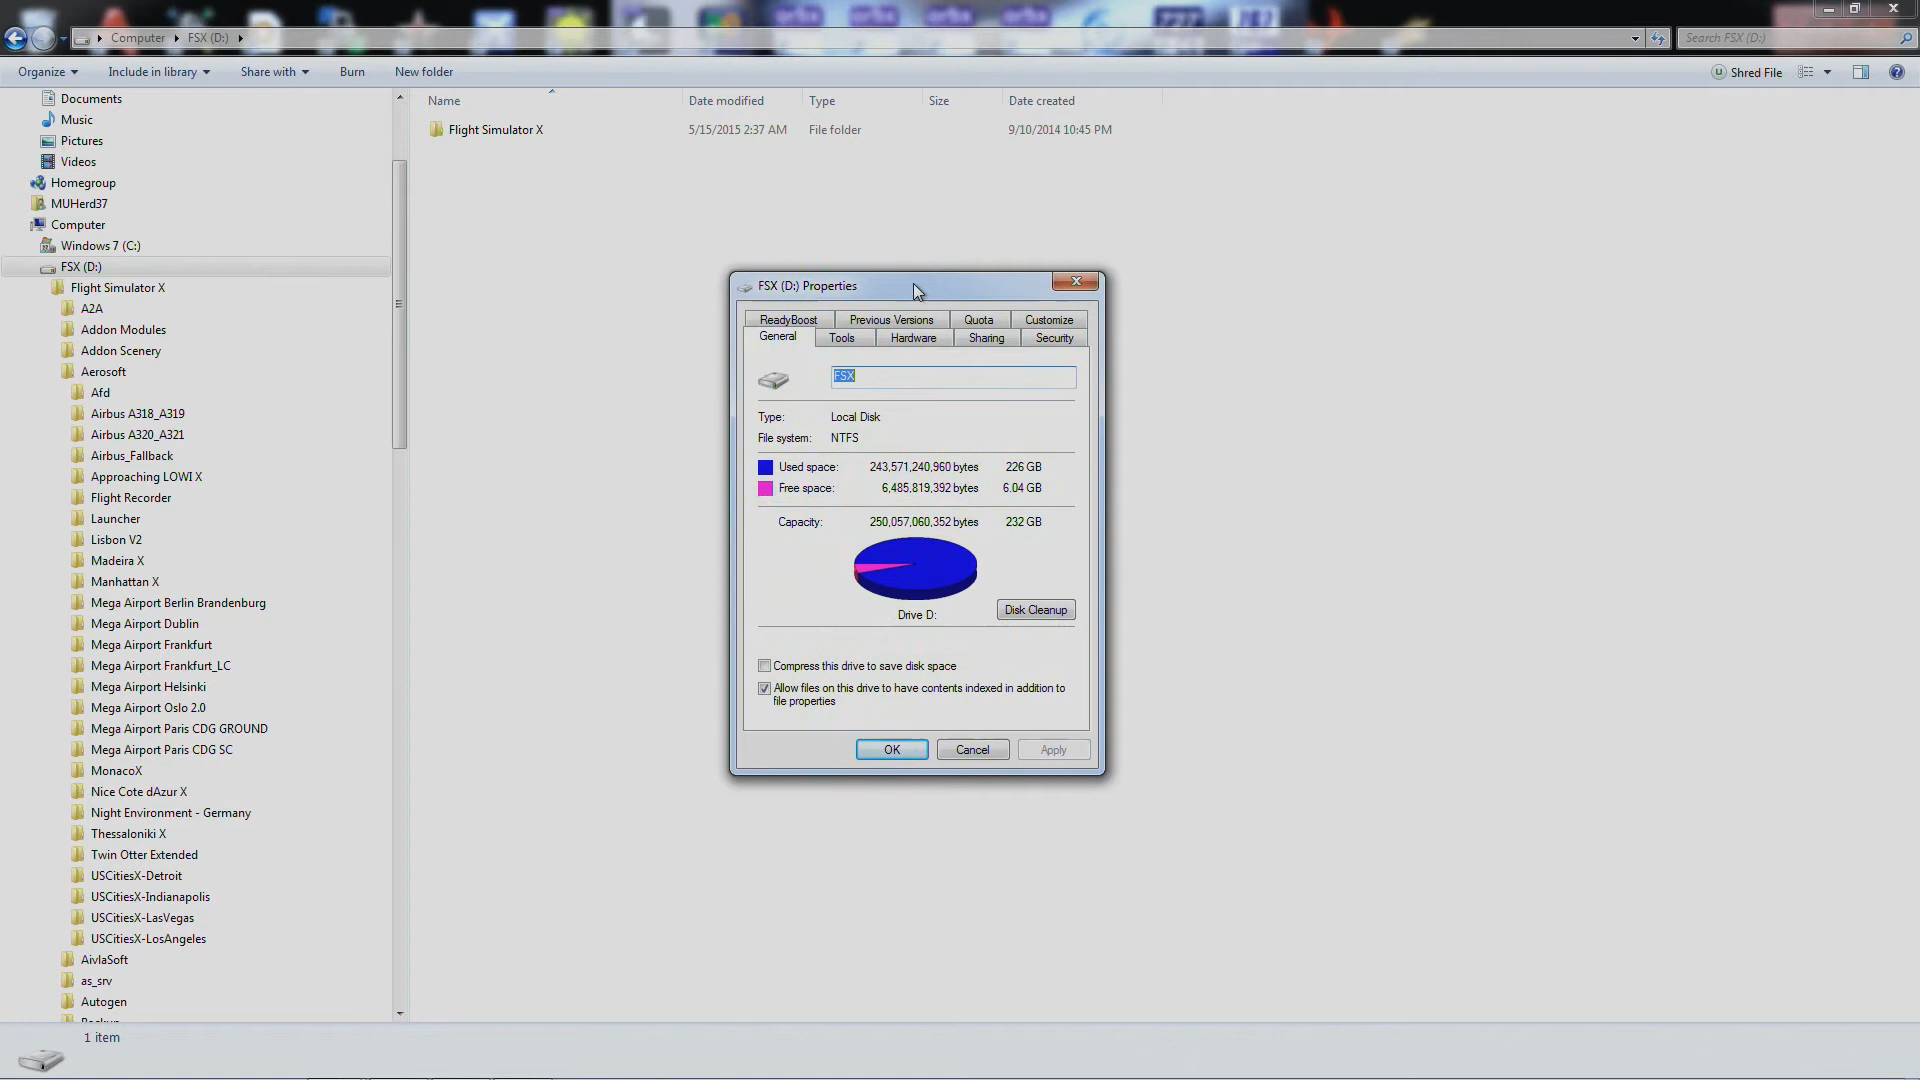 Computer FSX (D:) Search FSX (D:)
Organize Include in library Share with Burn New folder Shred File
Documents
Music
Pictures
Videos
Homegroup
MUHerd37
Computer
Windows 7 (C:)
FSX (D:)
Flight Simulator X
A2A
Addon Modules
Addon Scenery
Aerosoft
Afd
Airbus A318_A319
Airbus A320_A321
Airbus_Fallback
Approaching LOWI X
Flight Recorder
Launcher
Lisbon V2
Madeira X
Manhattan X
Mega Airport Berlin Brandenburg
Mega Airport Dublin
Mega Airport Frankfurt
Mega Airport Frankfurt_LC
Mega Airport Helsinki
Mega Airport Oslo 2.0
Mega Airport Paris CDG GROUND
Mega Airport Paris CDG SC
MonacoX
Nice Cote dAzur X
Night Environment - Germany
Thessaloniki X
Twin Otter Extended
USCitiesX-Detroit
USCitiesX-Indianapolis
USCitiesX-LasVegas
USCitiesX-LosAngeles
AivlaSoft
as_srv
Autogen
Name Date modified Type Size Date created
Flight Simulator X 5/15/2015 2:37 AM File folder 9/10/2014 10:45 PM
FSX (D:) Properties
ReadyBoost Previous Versions Quota Customize
General Tools Hardware Sharing Security
FSX
Type: Local Disk
File system: NTFS
Used space: 243,571,240,960 bytes 226 GB
Free space: 6,485,819,392 bytes 6.04 GB
Capacity: 250,057,060,352 bytes 232 GB
Drive D: Disk Cleanup
Compress this drive to save disk space
Allow files on this drive to have contents indexed in addition to
file properties
OK Cancel Apply
1 item